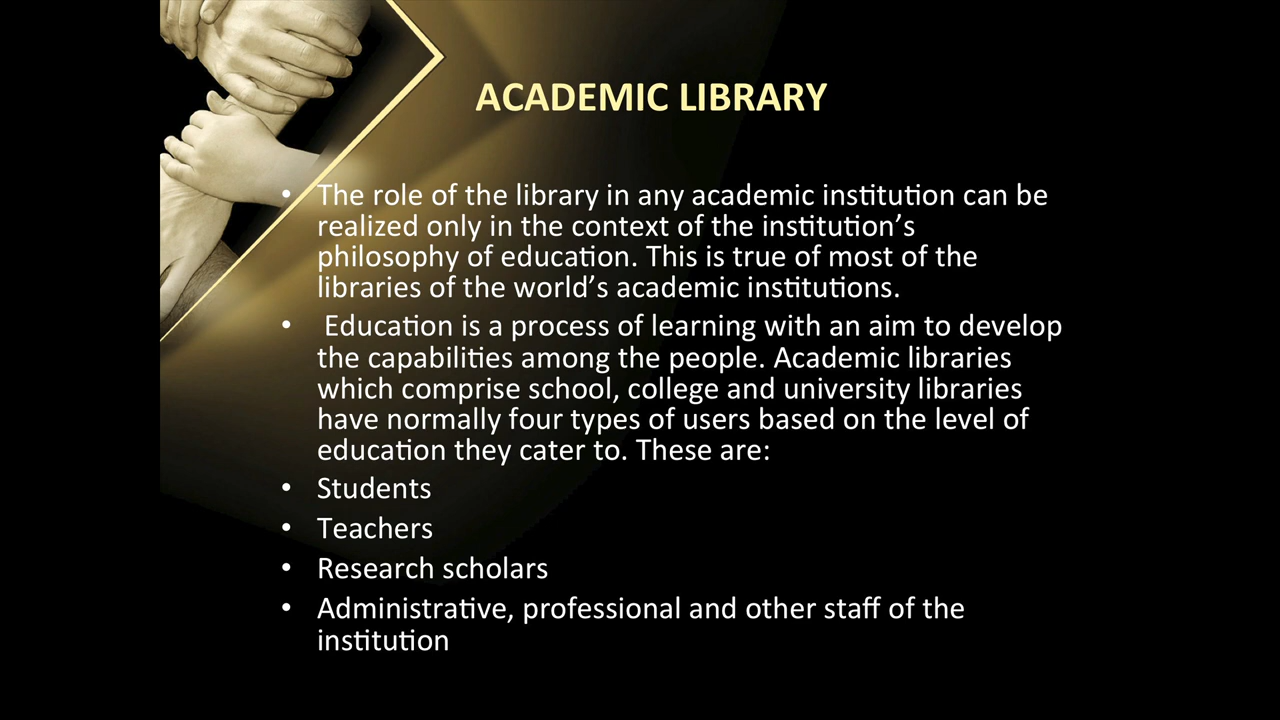 ACADEMIC LIBRARY
• The role of the library in any academic institution can be
realized only in the context of the institution’s
philosophy of education. This is true of most of the
libraries of the world’s academic institutions.
• Education is a process of learning with an aim to develop
the capabilities among the people. Academic libraries
which comprise school, college and university libraries
have normally four types of users based on the level of
education they cater to. These are:
• Students
• Teachers
• Research scholars
• Administrative, professional and other staff of the
institution